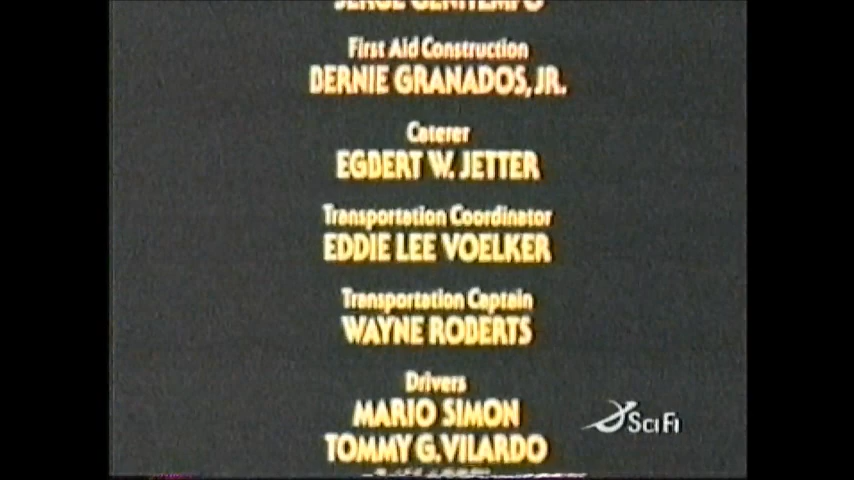 First Aid Construction
BERNIE GRANADOS, JR.
Caterer
EGBERT W. JETTER
Transportation Coordinator
EDDIE LEE VOELKER
Transportation Captain
WAYNE ROBERTS
Drivers
MARIO SIMON
TOMMY G. VILARDO
SCI FI